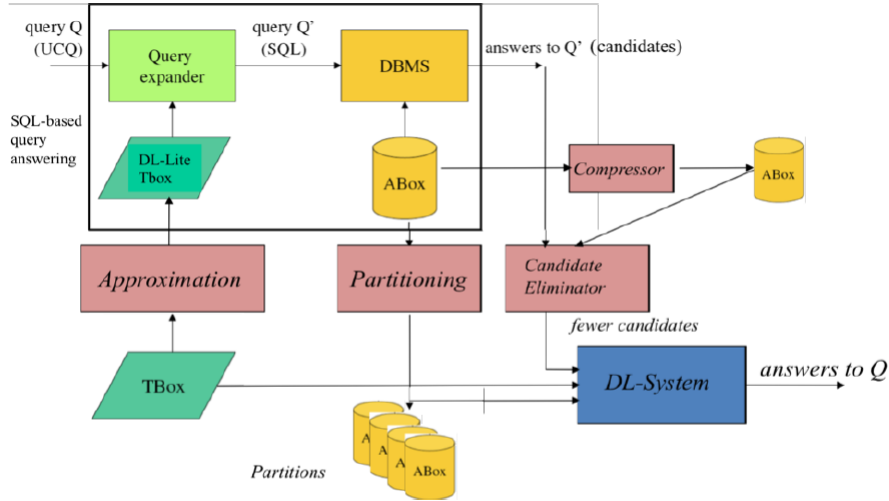 query Q
(UCQ)
query Q'
(SQL)
answers to Q' (candidates)
Query
expander
DBMS
SQL-based
query
answering
DL-Lite
Tbox
ABox
Compressor
ABox
Approximation
Partitioning
Candidate
Eliminator
fewer candidates
TBox
DL-System
answers to Q
A
A
A
ABox
Partitions